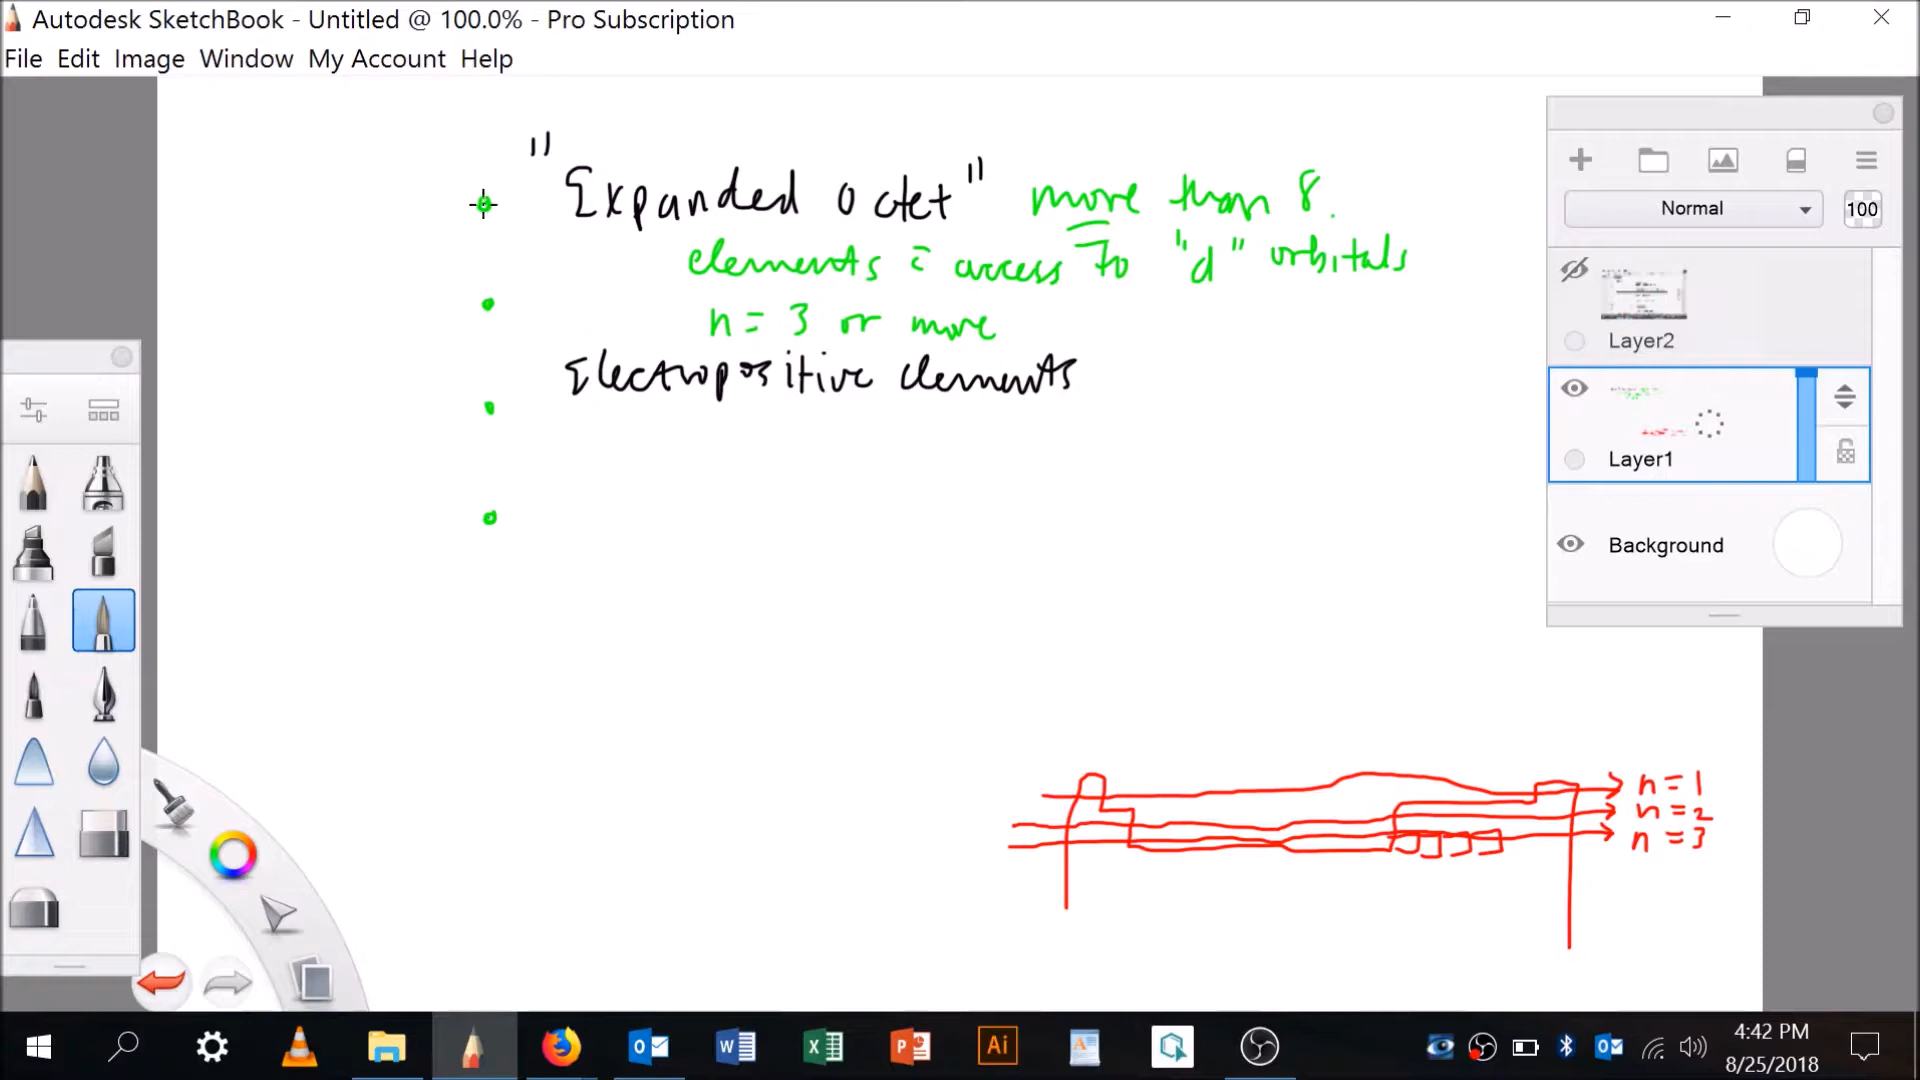 Autodesk SketchBook - Untitled @ 100.0% - Pro Subscription
File Edit Image Window My Account Help
"Expanded octet" more than 8.
elements c̄ access to "d" orbitals
n = 3 or more
Electropositive elements
Normal
100
Layer2
Layer1
Background
n = 1
n = 2
n = 3
Ai
4:42 PM
8/25/2018